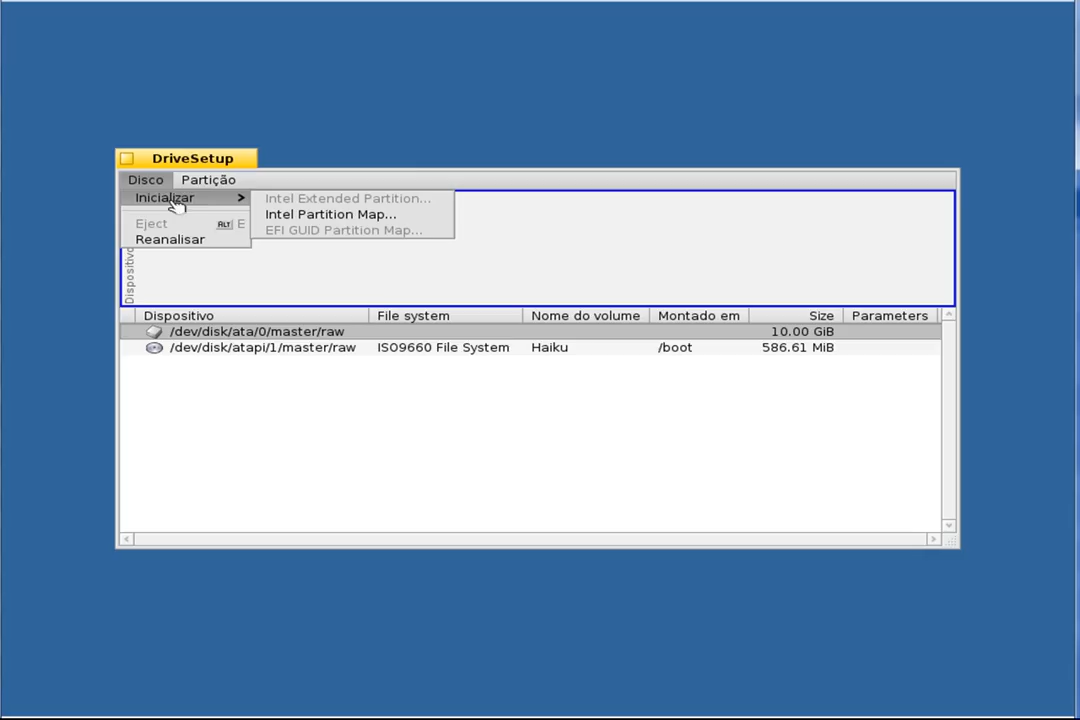 DriveSetup
Disco Partição
Inicializar >
Intel Extended Partition...
Intel Partition Map...
EFI GUID Partition Map...
Eject ALT E
Reanalisar
Dispositivo
Dispositivo File system Nome do volume Montado em Size Parameters
/dev/disk/ata/0/master/raw 10.00 GiB
/dev/disk/atapi/1/master/raw ISO9660 File System Haiku /boot 586.61 MiB